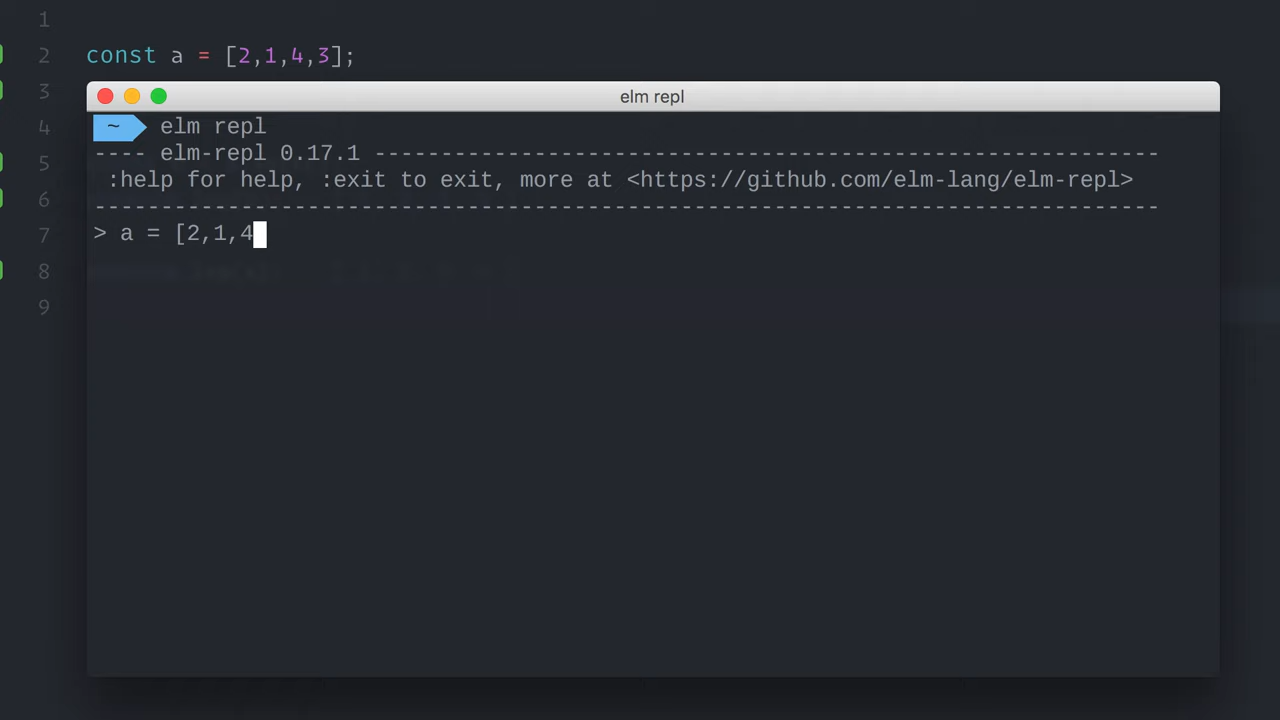 1
2 const a = [2,1,4,3];
3
elm repl
4 ~ elm repl
---- elm-repl 0.17.1 -----------------------------------------------------------
5 :help for help, :exit to exit, more at <https://github.com/elm-lang/elm-repl>
6 --------------------------------------------------------------------------------
7 > a = [2,1,4
8
9